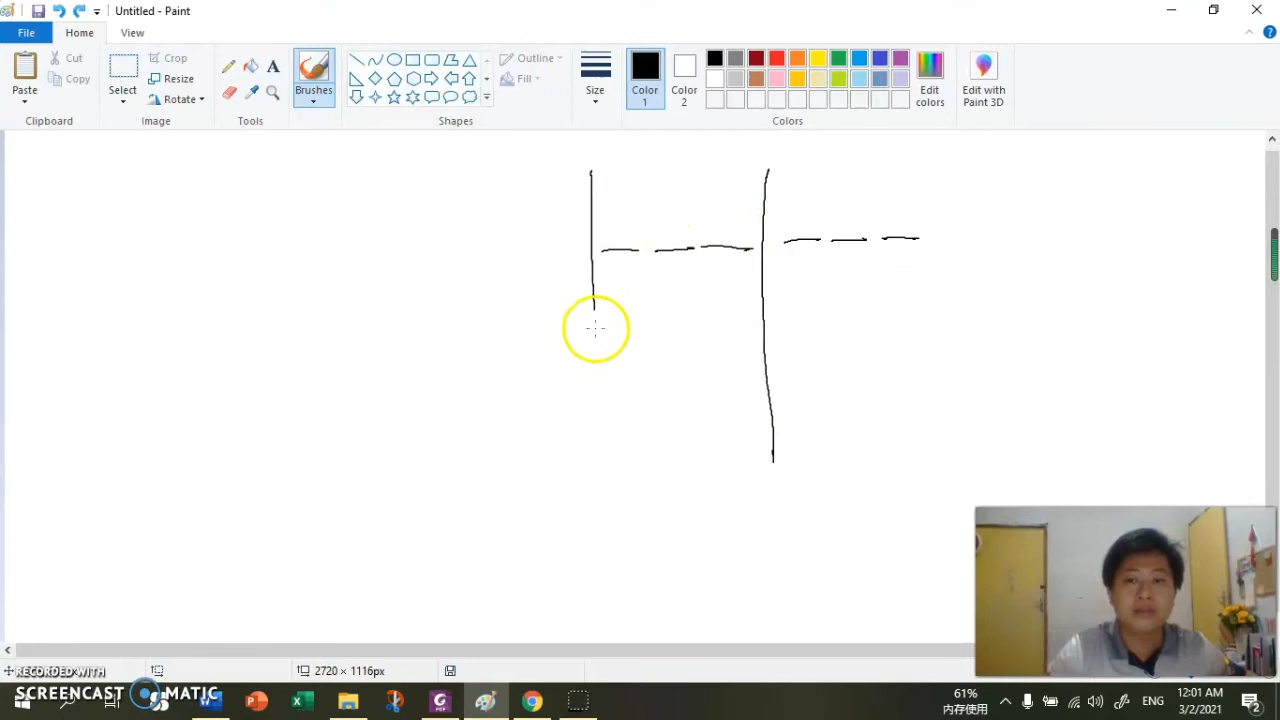 Untitled - Paint
File Home View
Paste
Cut
Copy
Clipboard
Select
Crop
Resize
Rotate
Image
A
Tools
Brushes
Outline
Fill
Shapes
Size
Color 1
Color 2
Edit colors
Edit with Paint 3D
Colors
2720 × 1116px
RECORDED WITH
SCREENCAST MATIC
61%
内存使用
ENG
12:01 AM
3/2/2021
2